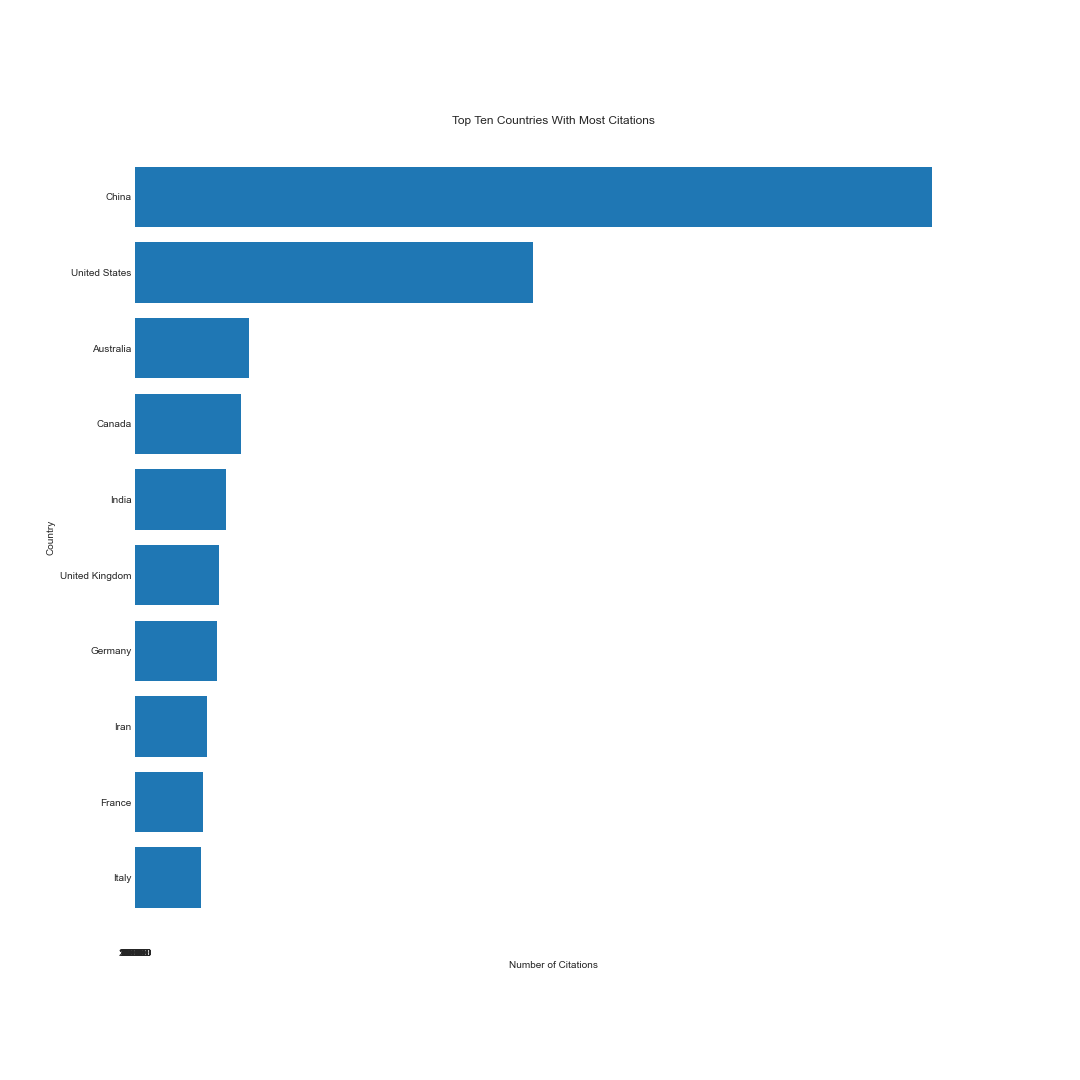 Top Ten Countries With Most Citations
China
United States
Australia
Canada
India
United Kingdom
Germany
Iran
France
Italy
Country
Number of Citations